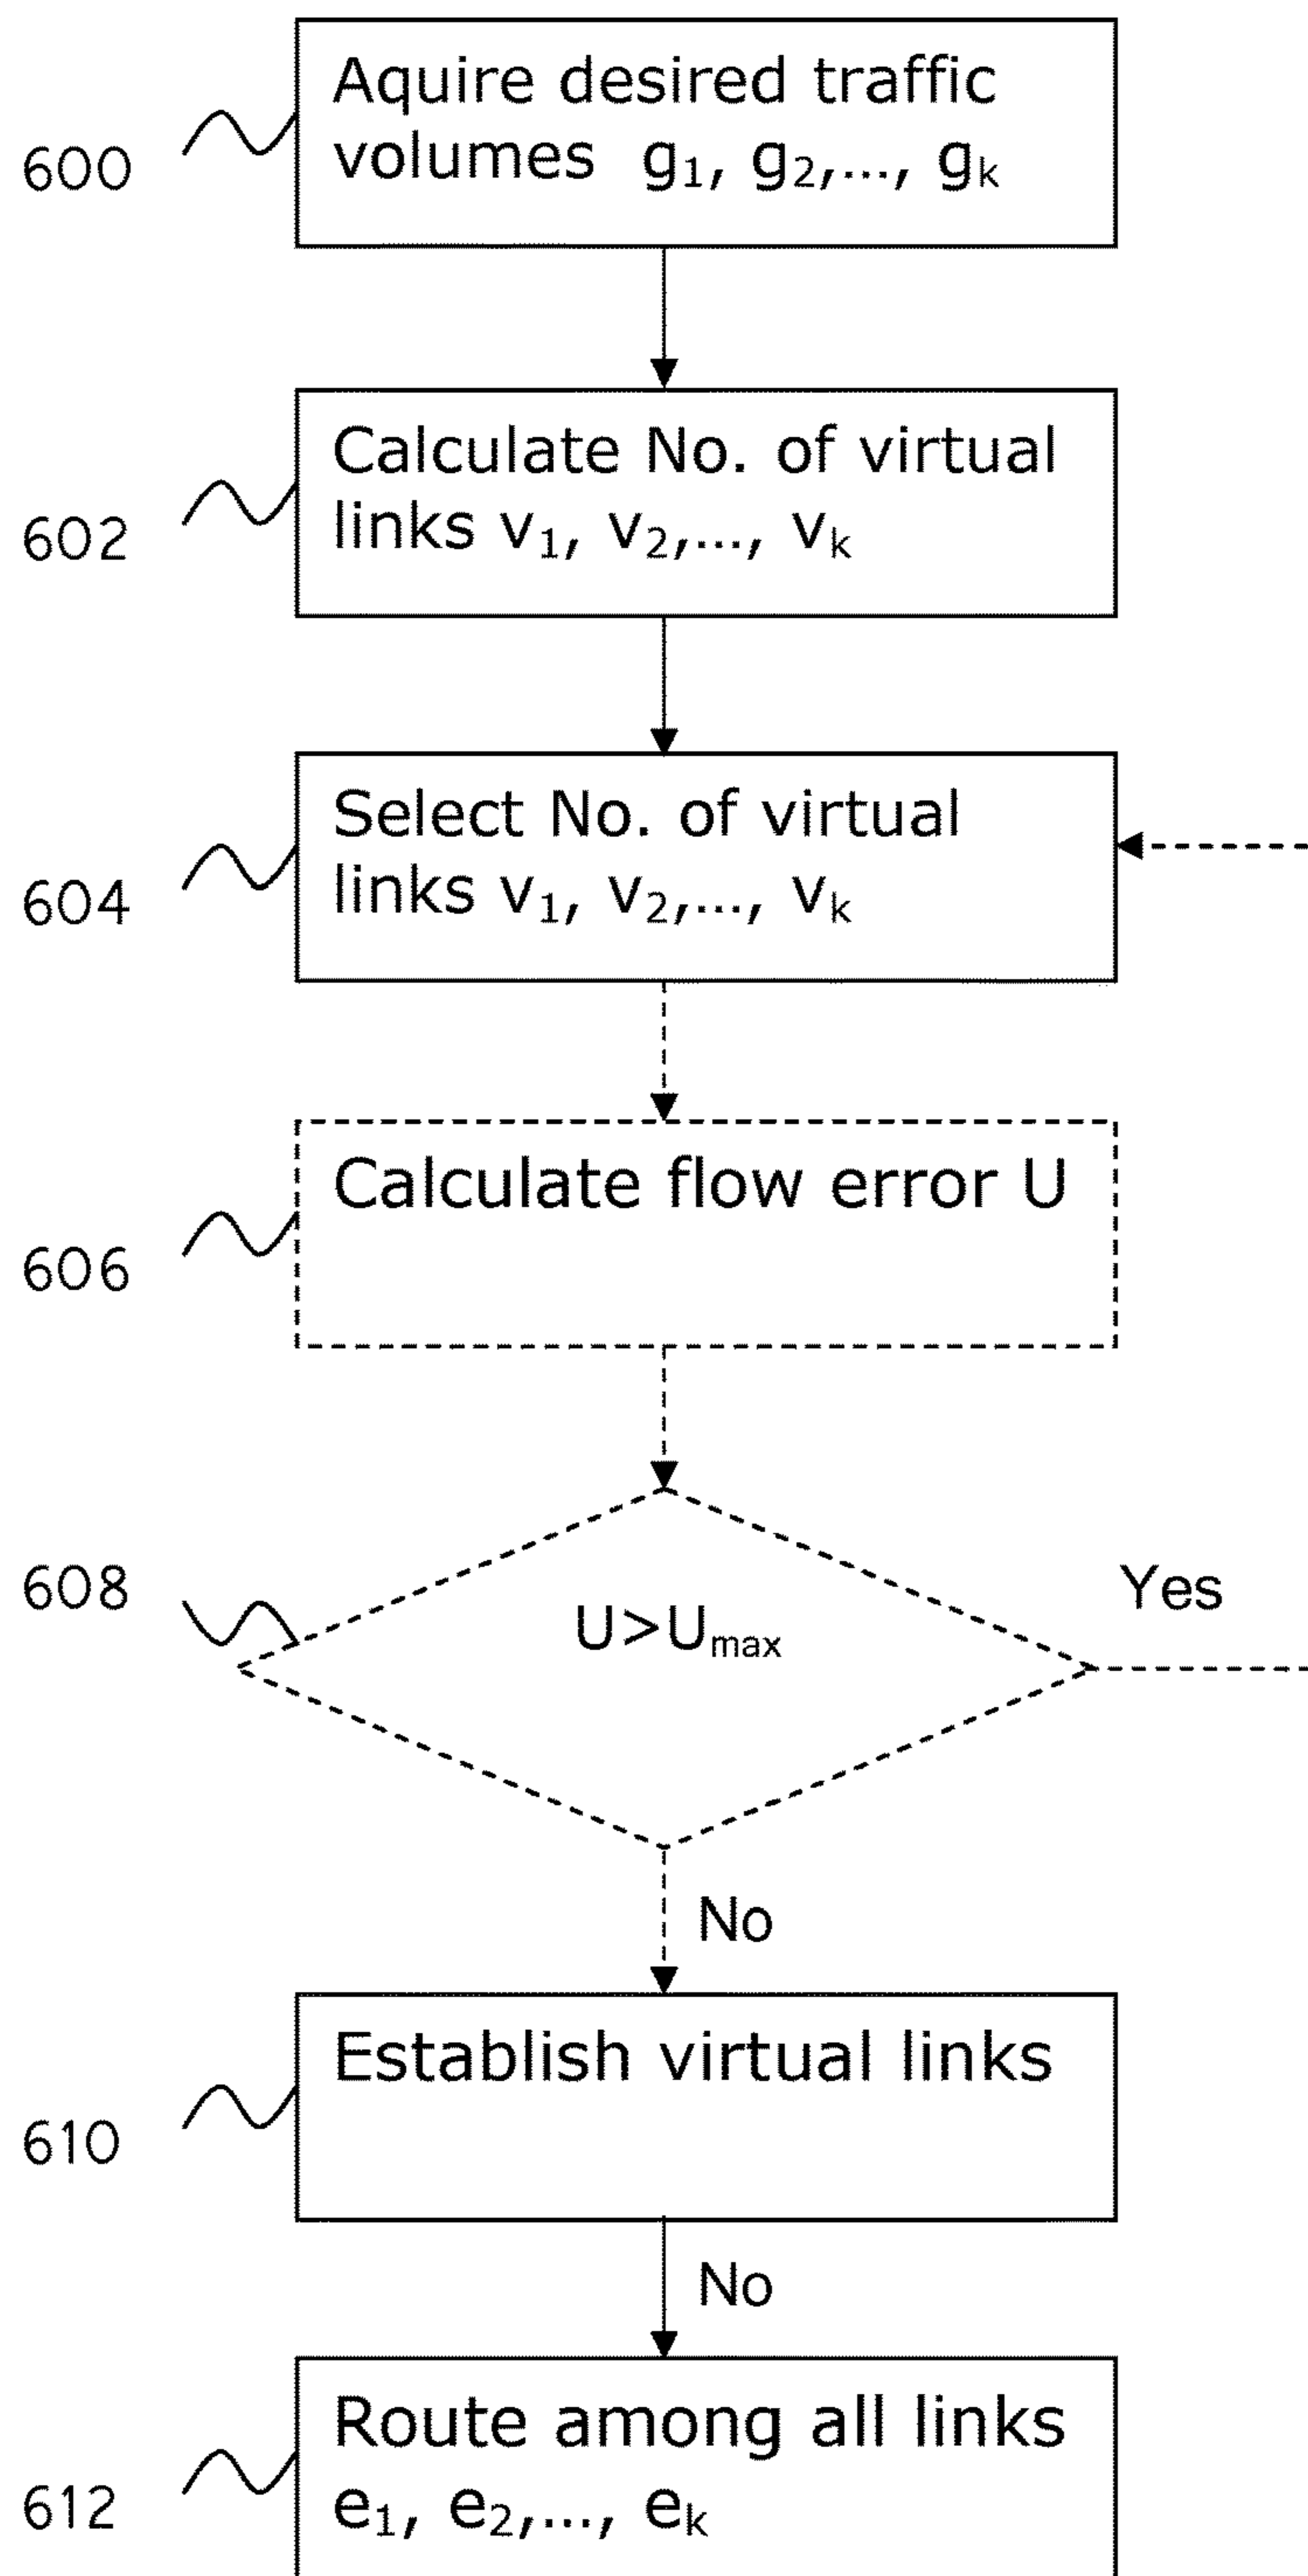 Aquire desired traffic
volumes g₁, g₂,..., gₖ
600
Calculate No. of virtual
links v₁, v₂,..., vₖ
602
Select No. of virtual
links v₁, v₂,..., vₖ
604
Calculate flow error U
606
608
U>Uₘₐₓ
Yes
No
Establish virtual links
610
No
Route among all links
e₁, e₂,..., eₖ
612